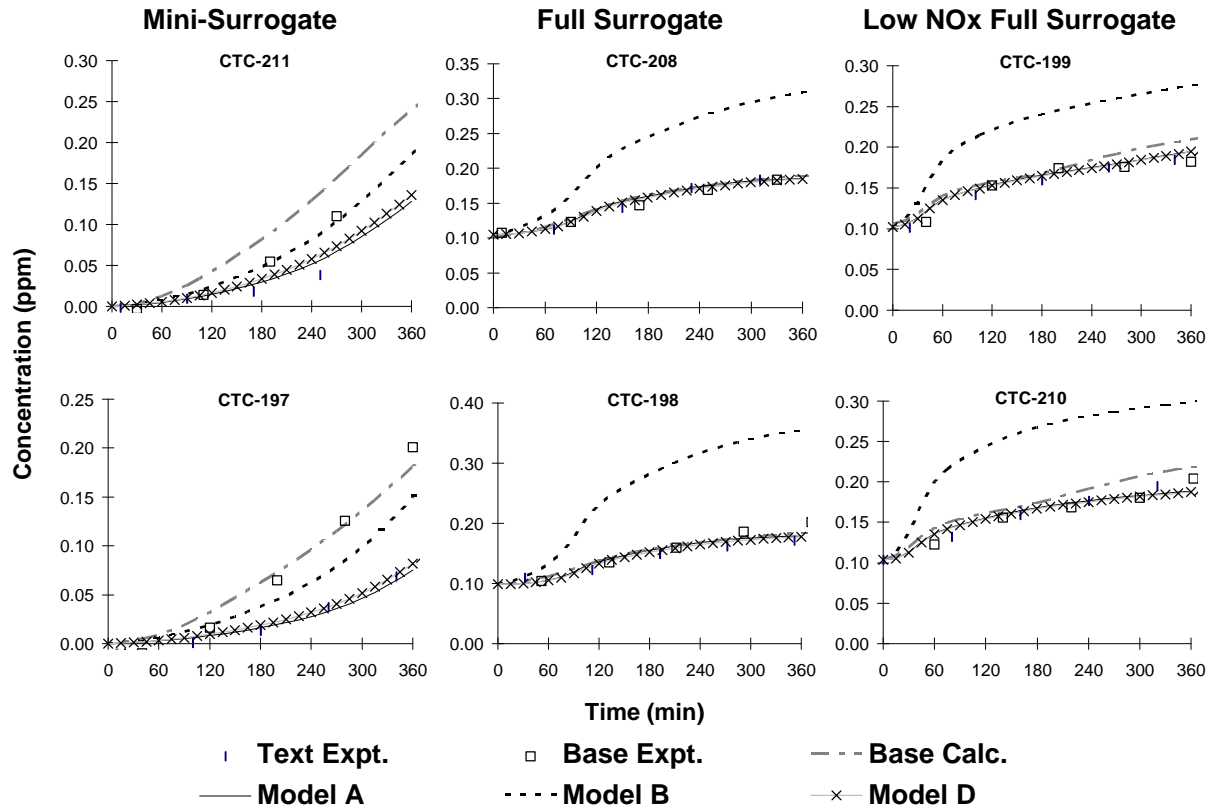 Mini-Surrogate Full Surrogate Low NOx Full Surrogate
CTC-211
0.30
0.25
0.20
0.15
0.10
0.05
0.00
0 60 120 180 240 300 360
CTC-208
0.35
0.30
0.25
0.20
0.15
0.10
0.05
0.00
0 60 120 180 240 300 360
CTC-199
0.30
0.25
0.20
0.15
0.10
0.05
0.00
0 60 120 180 240 300 360
Concentration (ppm)
CTC-197
0.25
0.20
0.15
0.10
0.05
0.00
0 60 120 180 240 300 360
CTC-198
0.40
0.30
0.20
0.10
0.00
0 60 120 180 240 300 360
CTC-210
0.30
0.25
0.20
0.15
0.10
0.05
0.00
0 60 120 180 240 300 360
Time (min)
Text Expt. Base Expt. Base Calc.
Model A Model B Model D